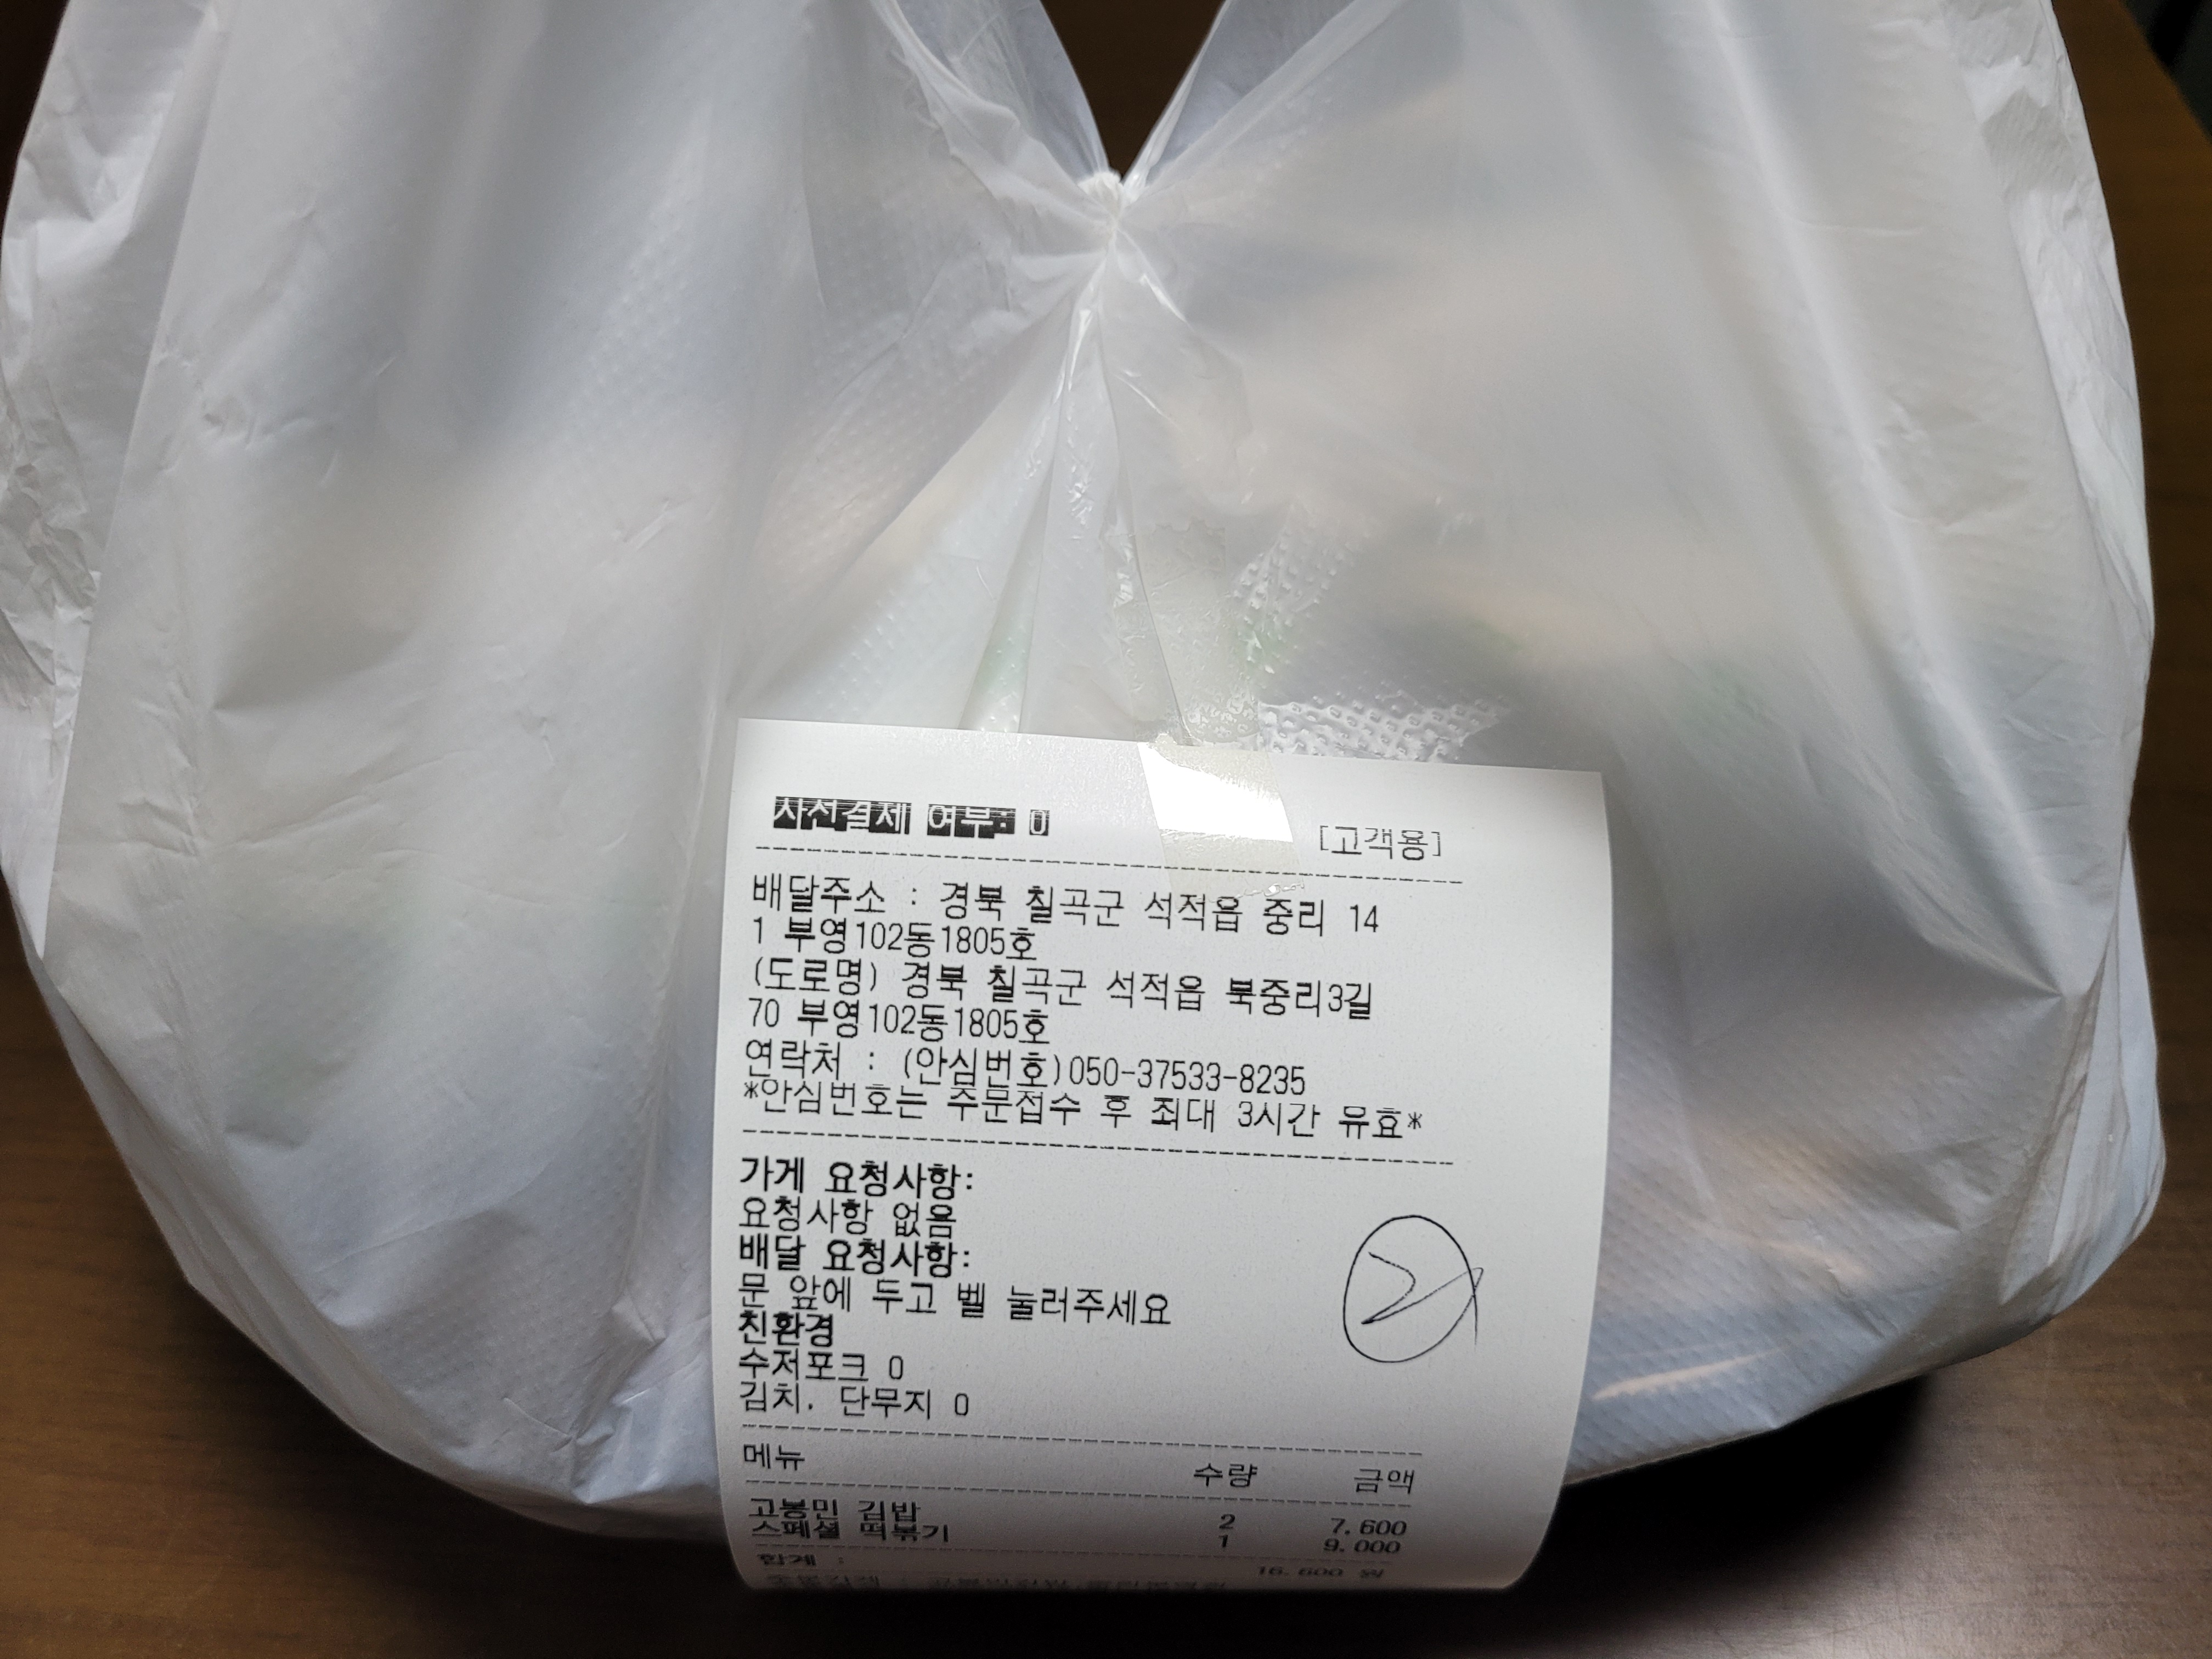 사전결제 여부: O
[고객용]
배달주소 : 경북 칠곡군 석적읍 중리 14
1 부영102동1805호
(도로명) 경북 칠곡군 석적읍 북중리3길
70 부영102동1805호
연락처 : (안심번호)050-37533-8235
*안심번호는 주문접수 후 최대 3시간 유효*
가게 요청사항:
요청사항 없음
배달 요청사항:
문 앞에 두고 벨 눌러주세요
친환경
수저포크 O
김치, 단무지 O
메뉴 수량 금액
고봉민 김밥 2 7,600
스페셜 떡볶기 1 9,000
합계 : 16,600 원